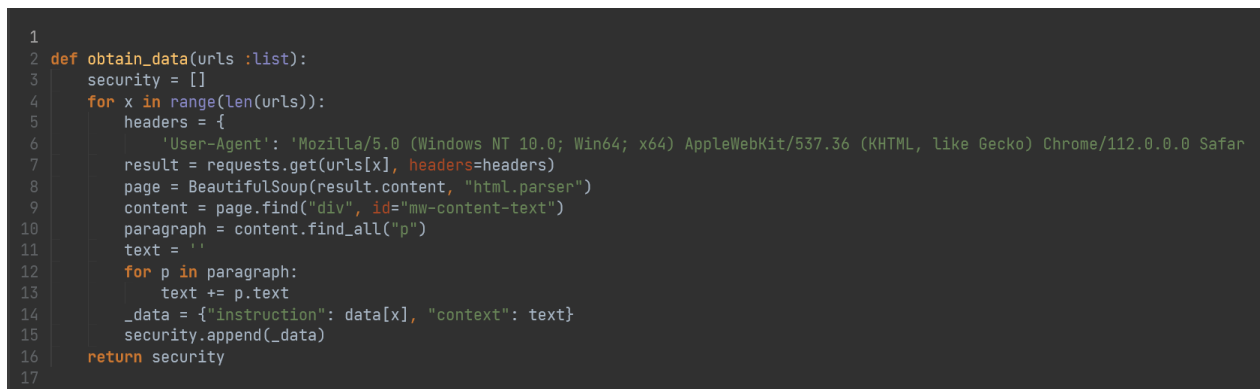 1
2 def obtain_data(urls :list):
3     security = []
4     for x in range(len(urls)):
5         headers = {
6             'User-Agent': 'Mozilla/5.0 (Windows NT 10.0; Win64; x64) AppleWebKit/537.36 (KHTML, like Gecko) Chrome/112.0.0.0 Safar
7         result = requests.get(urls[x], headers=headers)
8         page = BeautifulSoup(result.content, "html.parser")
9         content = page.find("div", id="mw-content-text")
10         paragraph = content.find_all("p")
11         text = ''
12         for p in paragraph:
13             text += p.text
14         _data = {"instruction": data[x], "context": text}
15         security.append(_data)
16     return security
17